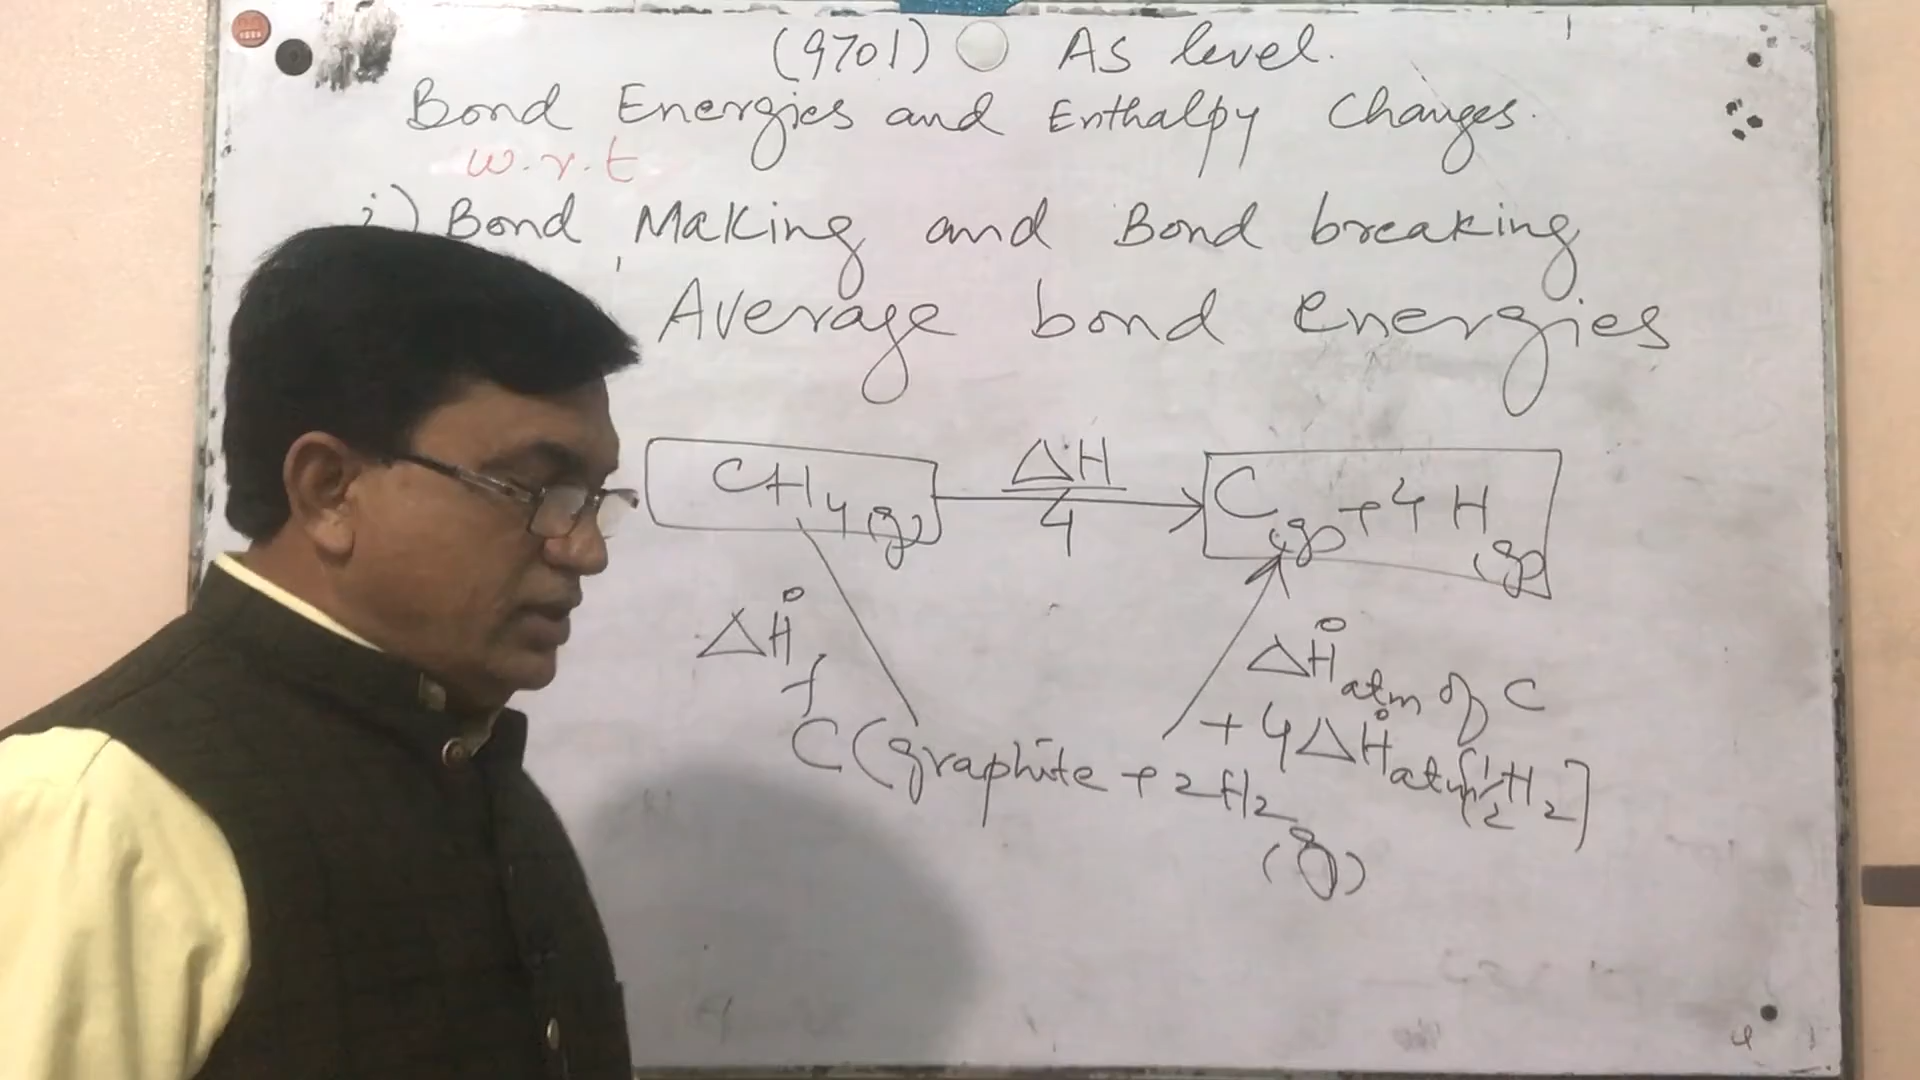 (9701) As level.
Bond Energies and Enthalpy Changes.
w.r.t
i) Bond Making and Bond breaking
Average bond energies
CH4(g) ΔH/4 C(g) + 4H(g)
ΔH°f
ΔH°atm of C
+ 4ΔH°atm[1/2H2]
C(graphite + 2H2(g)